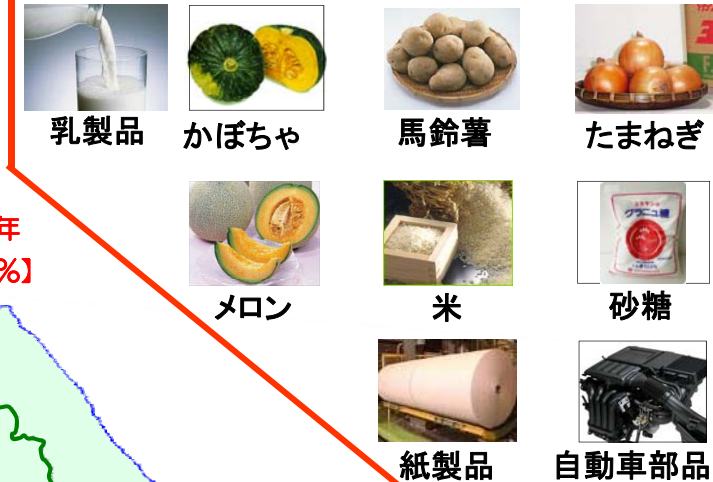 乳製品
かぼちゃ
馬鈴薯
たまねぎ
年
%】
メロン
米
グラニュ糖
砂糖
紙製品
自動車部品